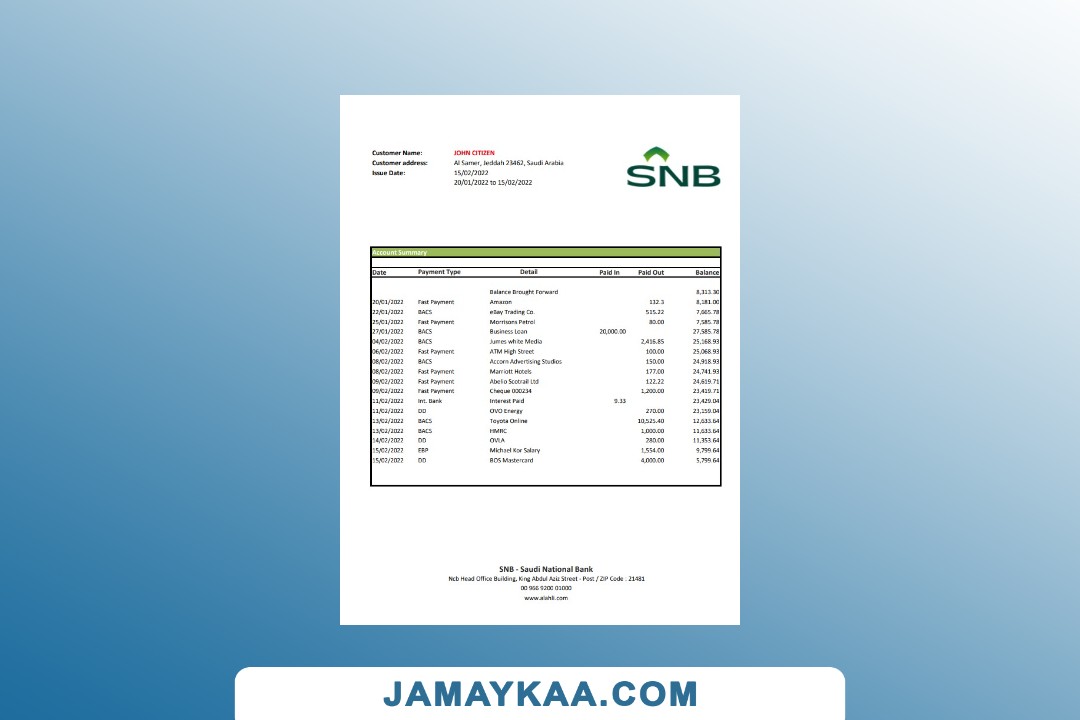 Customer Name: JOHN CITIZEN
Customer address: Al Samer, Jeddah 23462, Saudi Arabia
Issue Date: 15/02/2022
20/01/2022 to 15/02/2022
SNB
Account Summary
Date Payment Type Detail Paid In Paid Out Balance
Balance Brought Forward 8,313.30
20/01/2022 Fast Payment Amazon 132.3 8,181.00
22/01/2022 BACS eBay Trading Co. 515.22 7,665.78
25/01/2022 Fast Payment Morrisons Petrol 80.00 7,585.78
27/01/2022 BACS Business Loan 20,000.00 27,585.78
04/02/2022 BACS Jumes white Media 2,416.85 25,168.93
06/02/2022 Fast Payment ATM High Street 100.00 25,068.93
08/02/2022 BACS Accorn Advertising Studios 150.00 24,918.93
08/02/2022 Fast Payment Marriott Hotels 177.00 24,741.93
09/02/2022 Fast Payment Abelio Scotrail Ltd 122.22 24,619.71
09/02/2022 Fast Payment Cheque 000234 1,200.00 23,419.71
11/02/2022 Int. Bank Interest Paid 9.33 23,429.04
11/02/2022 DD OVO Energy 270.00 23,159.04
13/02/2022 BACS Toyota Online 10,525.40 12,633.64
13/02/2022 BACS HMRC 1,000.00 11,633.64
14/02/2022 DD OVLA 280.00 11,353.64
15/02/2022 EBP Michael Kor Salary 1,554.00 9,799.64
15/02/2022 DD BOS Mastercard 4,000.00 5,799.64
SNB - Saudi National Bank
Ncb Head Office Building, King Abdul Aziz Street - Post / ZIP Code : 21481
00 966 9200 01000
www.alahli.com
JAMAYKAA.COM